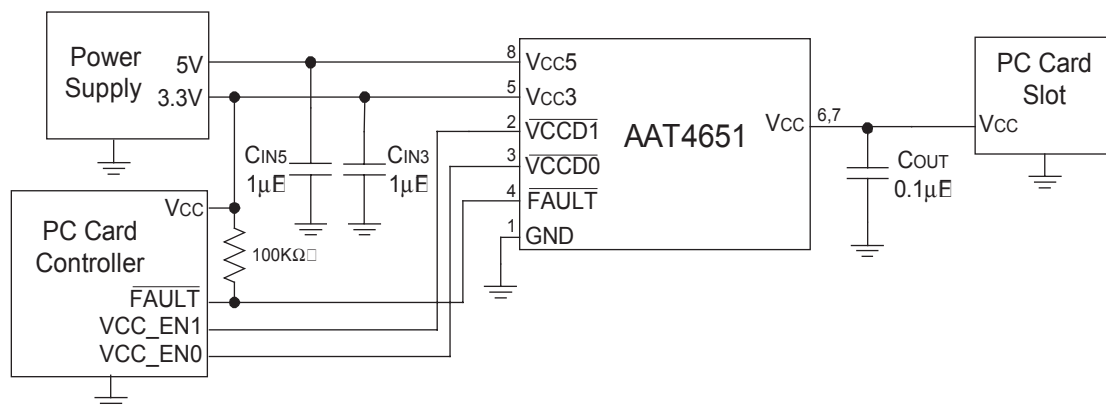 Power
Supply
5V
3.3V
8
VCC5
5
VCC3
2
VCCD1
3
VCCD0
4
FAULT
1
GND
AAT4651
VCC
6,7
PC Card
Slot
VCC
CIN5
1µF
CIN3
1µF
COUT
0.1µF
VCC
PC Card
Controller
100KΩ
FAULT
VCC_EN1
VCC_EN0